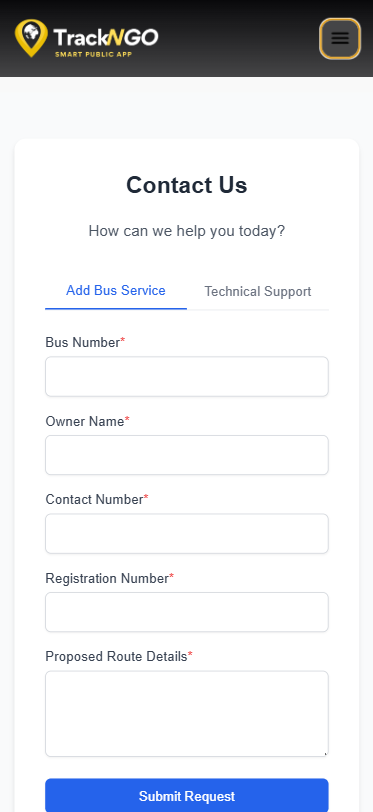 TrackNGO
SMART PUBLIC APP
Contact Us
How can we help you today?
Add Bus Service
Technical Support
Bus Number*
Owner Name*
Contact Number*
Registration Number*
Proposed Route Details*
Submit Request